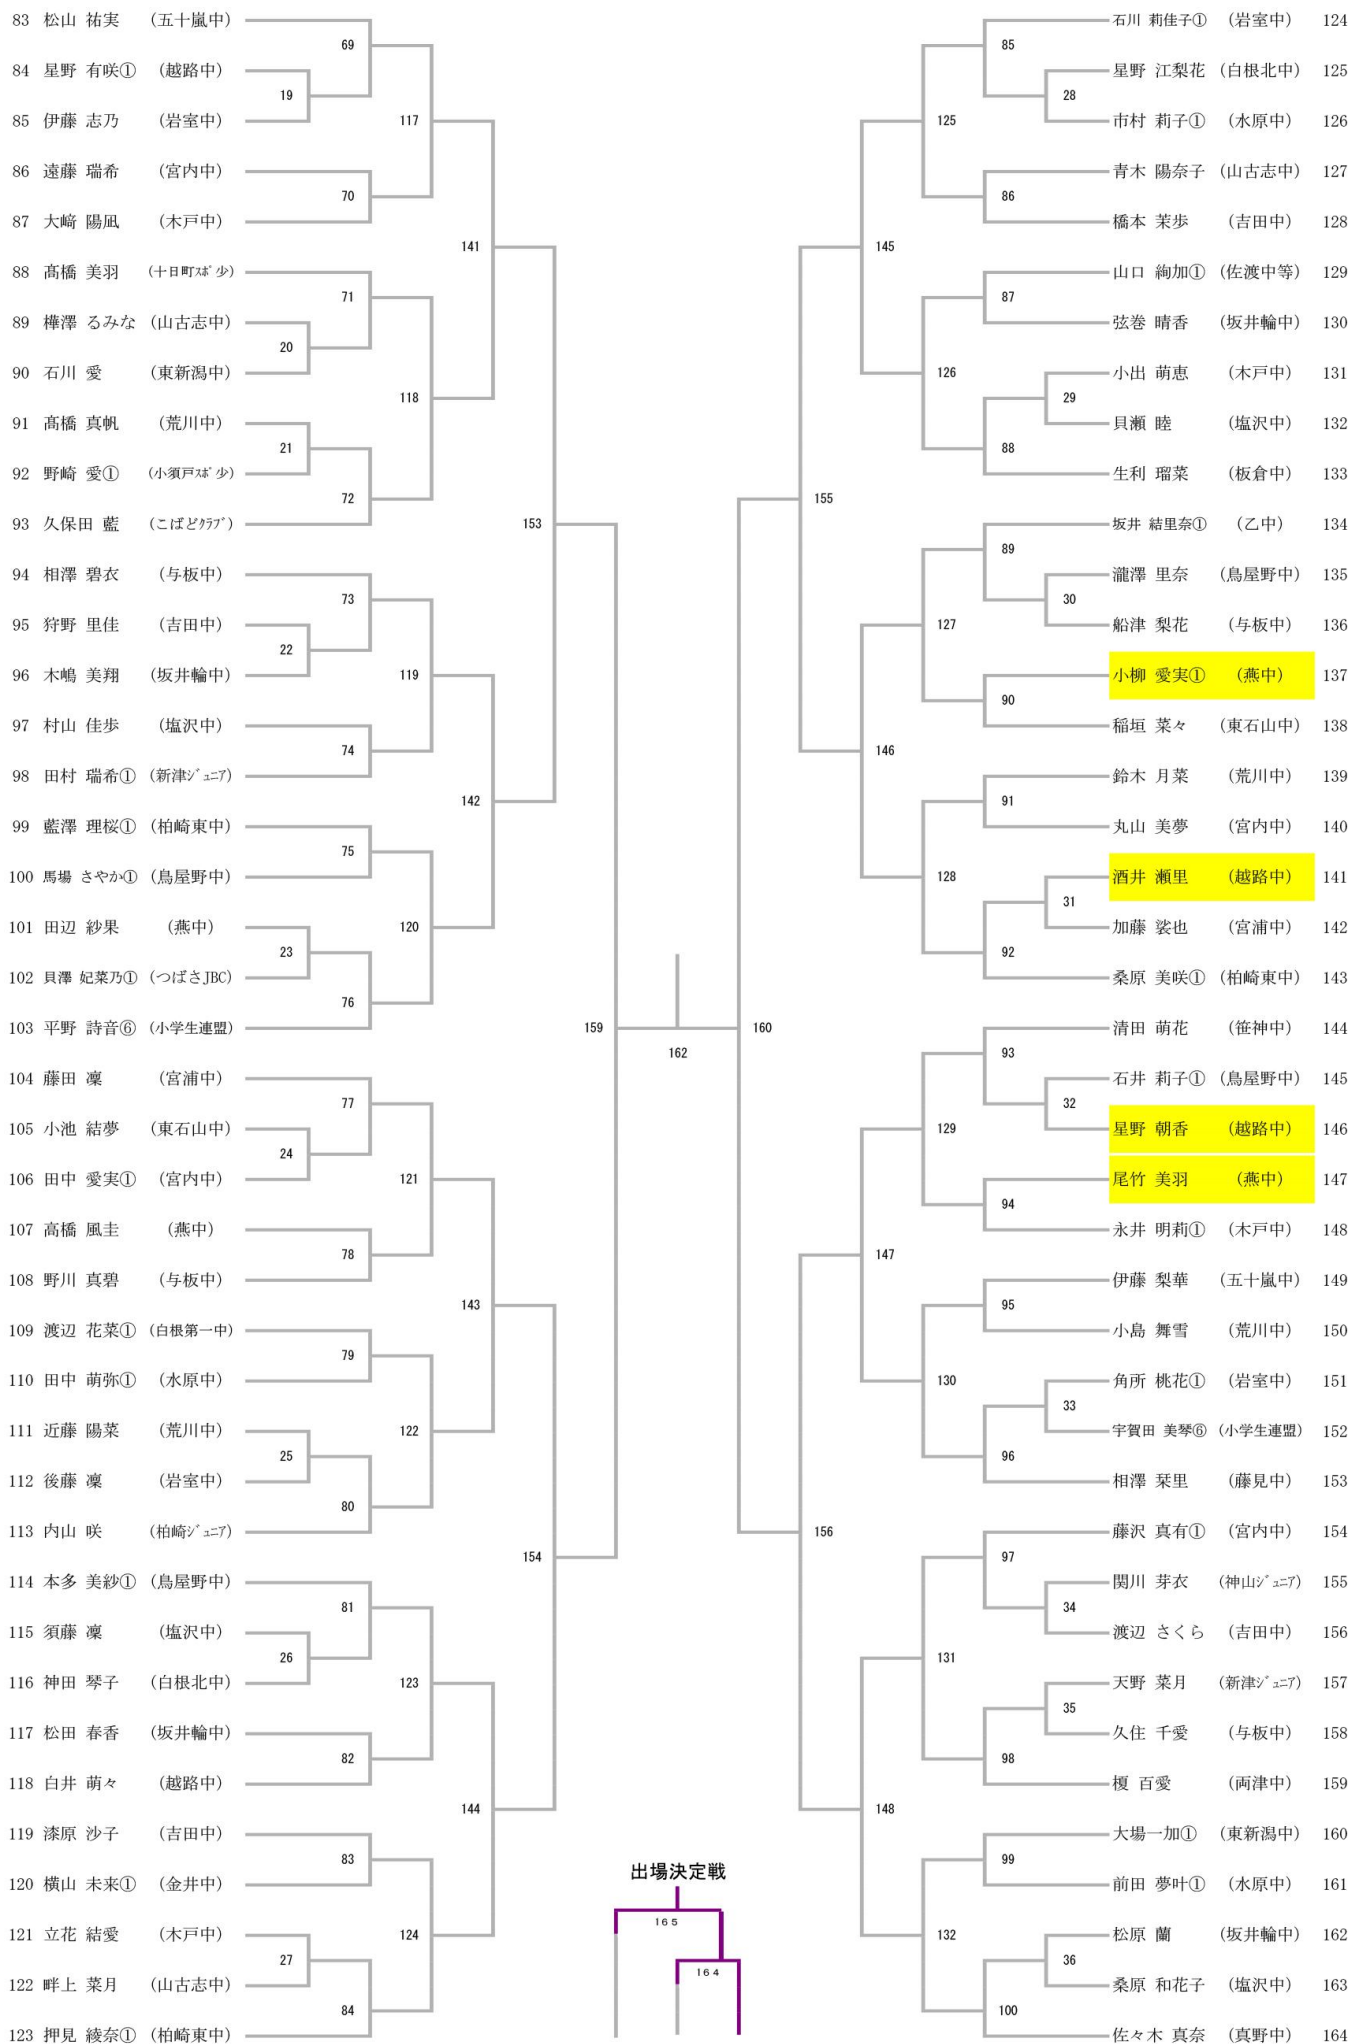 83 松山 祐実 (五十嵐中)
69
84 星野 有咲① (越路中)
19
85 伊藤 志乃 (岩室中)
117
86 遠藤 瑞希 (宮内中)
70
87 大﨑 陽凪 (木戸中)
141
88 髙橋 美羽 (十日町ｽﾎﾟ少)
71
89 樺澤 るみな (山古志中)
20
90 石川 愛 (東新潟中)
118
91 髙橋 真帆 (荒川中)
21
92 野崎 愛① (小須戸ｽﾎﾟ少)
72
93 久保田 藍 (こばどｸﾗﾌﾞ)
153
94 相澤 碧衣 (与板中)
73
95 狩野 里佳 (吉田中)
22
96 木嶋 美翔 (坂井輪中)
119
97 村山 佳歩 (塩沢中)
74
98 田村 瑞希① (新津ｼﾞｭﾆｱ)
142
99 藍澤 理桜① (柏崎東中)
75
100 馬場 さやか① (鳥屋野中)
101 田辺 紗果 (燕中)
120
23
102 貝澤 妃菜乃① (つばさJBC)
76
103 平野 詩音⑥ (小学生連盟)
159
104 藤田 凜 (宮浦中)
77
105 小池 結夢 (東石山中)
24
106 田中 愛実① (宮内中)
121
107 高橋 風圭 (燕中)
78
108 野川 真碧 (与板中)
143
109 渡辺 花菜① (白根第一中)
79
110 田中 萌弥① (水原中)
111 近藤 陽菜 (荒川中)
122
25
112 後藤 凜 (岩室中)
80
113 内山 咲 (柏崎ｼﾞｭﾆｱ)
154
114 本多 美紗① (鳥屋野中)
81
115 須藤 凜 (塩沢中)
26
116 神田 琴子 (白根北中)
123
117 松田 春香 (坂井輪中)
82
118 白井 萌々 (越路中)
144
119 漆原 沙子 (吉田中)
83
120 横山 未来① (金井中)
121 立花 結愛 (木戸中)
124
27
122 畔上 菜月 (山古志中)
84
123 押見 綾奈① (柏崎東中)
162
出場決定戦
165
164
石川 莉佳子① (岩室中) 124
85
星野 江梨花 (白根北中) 125
28
市村 莉子① (水原中) 126
125
青木 陽奈子 (山古志中) 127
86
橋本 茉歩 (吉田中) 128
145
山口 絢加① (佐渡中等) 129
87
弦巻 晴香 (坂井輪中) 130
126
小出 萌恵 (木戸中) 131
29
貝瀬 睦 (塩沢中) 132
88
生利 瑠菜 (板倉中) 133
155
坂井 結里奈① (乙中) 134
89
瀧澤 里奈 (鳥屋野中) 135
30
船津 梨花 (与板中) 136
127
小柳 愛実① (燕中) 137
90
稲垣 菜々 (東石山中) 138
146
鈴木 月菜 (荒川中) 139
91
丸山 美夢 (宮内中) 140
128
酒井 瀬里 (越路中) 141
31
加藤 裟也 (宮浦中) 142
92
桑原 美咲① (柏崎東中) 143
160
清田 萌花 (笹神中) 144
93
石井 莉子① (鳥屋野中) 145
32
星野 朝香 (越路中) 146
129
尾竹 美羽 (燕中) 147
94
永井 明莉① (木戸中) 148
147
伊藤 梨華 (五十嵐中) 149
95
小島 舞雪 (荒川中) 150
130
角所 桃花① (岩室中) 151
33
宇賀田 美琴⑥ (小学生連盟) 152
96
相澤 栞里 (藤見中) 153
156
藤沢 真有① (宮内中) 154
97
関川 芽衣 (神山ｼﾞｭﾆｱ) 155
34
渡辺 さくら (吉田中) 156
131
天野 菜月 (新津ｼﾞｭﾆｱ) 157
35
久住 千愛 (与板中) 158
98
榎 百愛 (両津中) 159
148
大場一加① (東新潟中) 160
99
前田 夢叶① (水原中) 161
132
松原 蘭 (坂井輪中) 162
36
桑原 和花子 (塩沢中) 163
100
佐々木 真奈 (真野中) 164